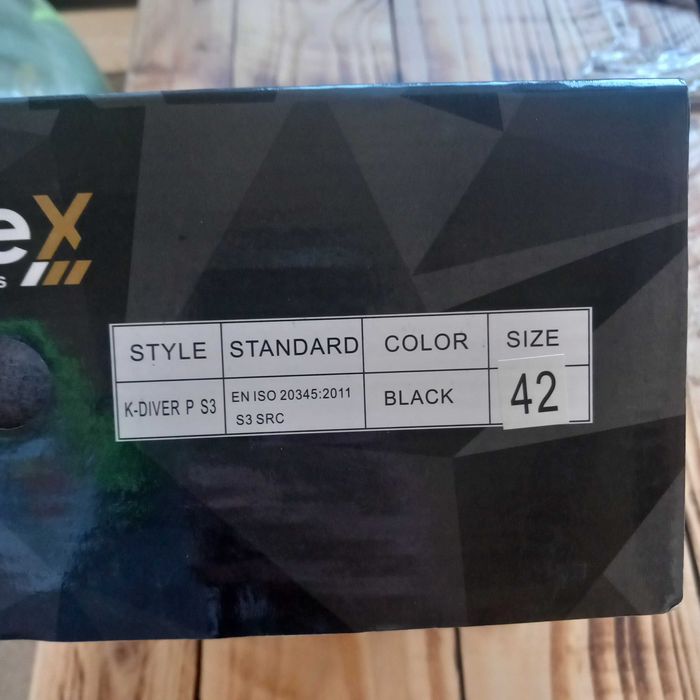 eX
s
STYLE STANDARD COLOR SIZE
K-DIVER P S3 EN ISO 20345:2011 BLACK 42
S3 SRC